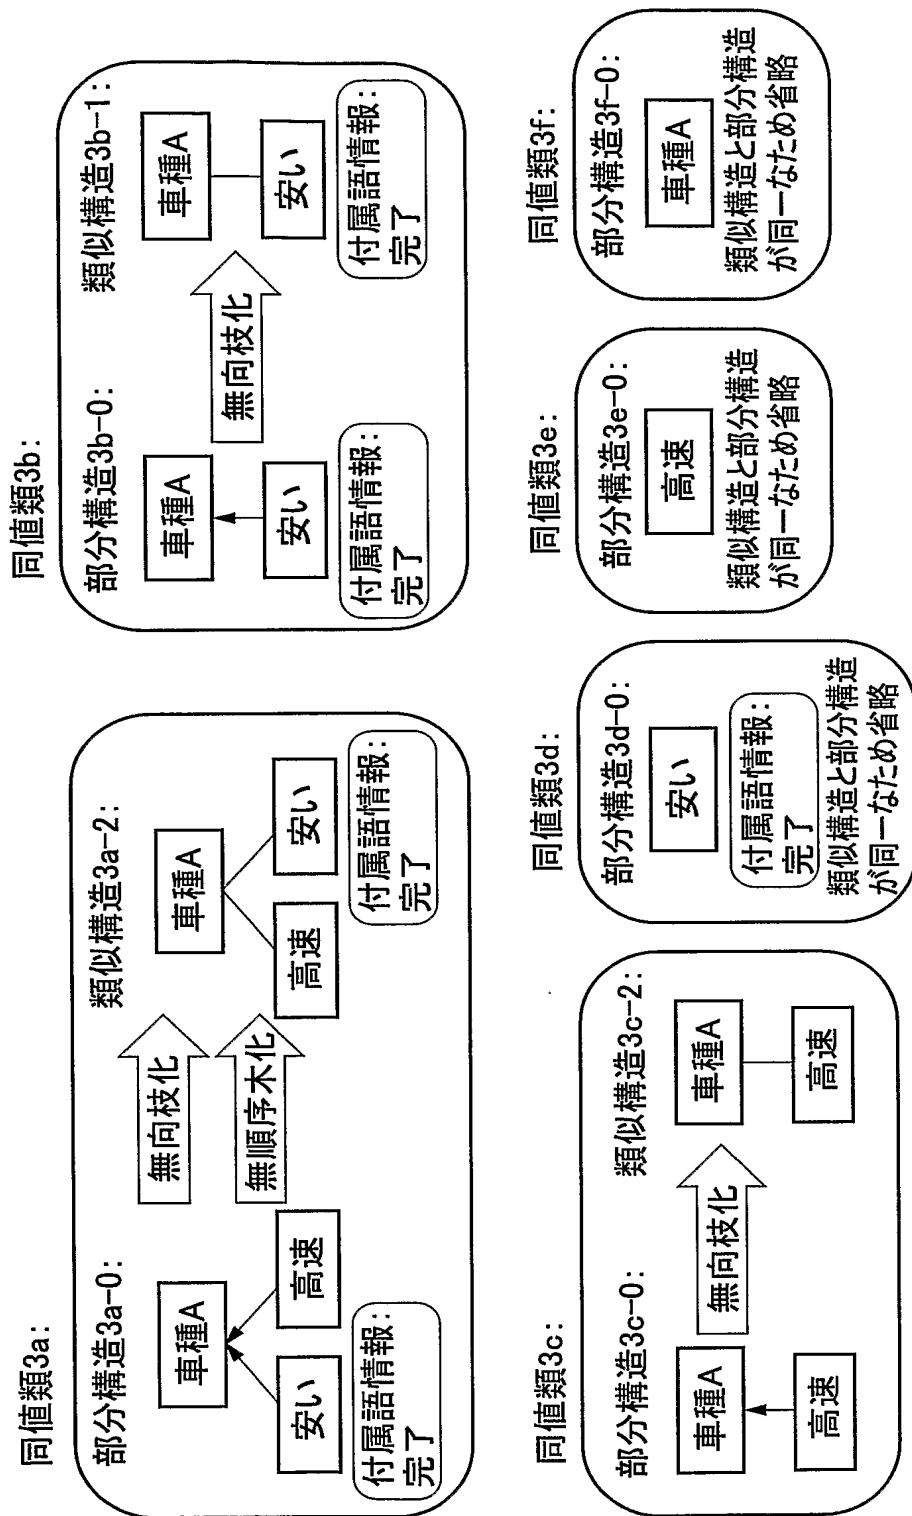 同値類3a:
部分構造3a-0:
車種A
安い
高速
付属語情報:
完了
無向枝化
無順序木化
類似構造3a-2:
車種A
高速
安い
付属語情報:
完了
同値類3b:
部分構造3b-0:
車種A
安い
付属語情報:
完了
無向枝化
類似構造3b-1:
車種A
安い
付属語情報:
完了
同値類3c:
部分構造3c-0:
車種A
高速
無向枝化
類似構造3c-2:
車種A
高速
同値類3d:
部分構造3d-0:
安い
付属語情報:
完了
類似構造と部分構造
が同一なため省略
同値類3e:
部分構造3e-0:
高速
類似構造と部分構造
が同一なため省略
同値類3f:
部分構造3f-0:
車種A
類似構造と部分構造
が同一なため省略